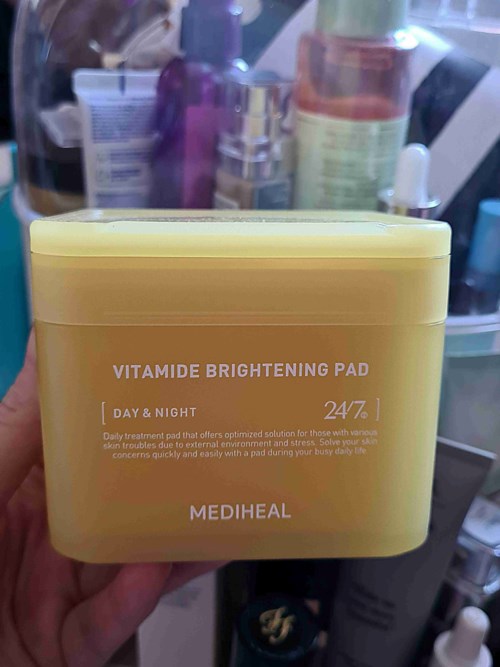 VITAMIDE BRIGHTENING PAD
[ DAY & NIGHT 24/7 ]
Daily treatment pad that offers optimized solution for those with various
skin troubles due to external environment and stress. Solve your skin
concerns quickly and easily with a pad during your busy daily life.
MEDIHEAL